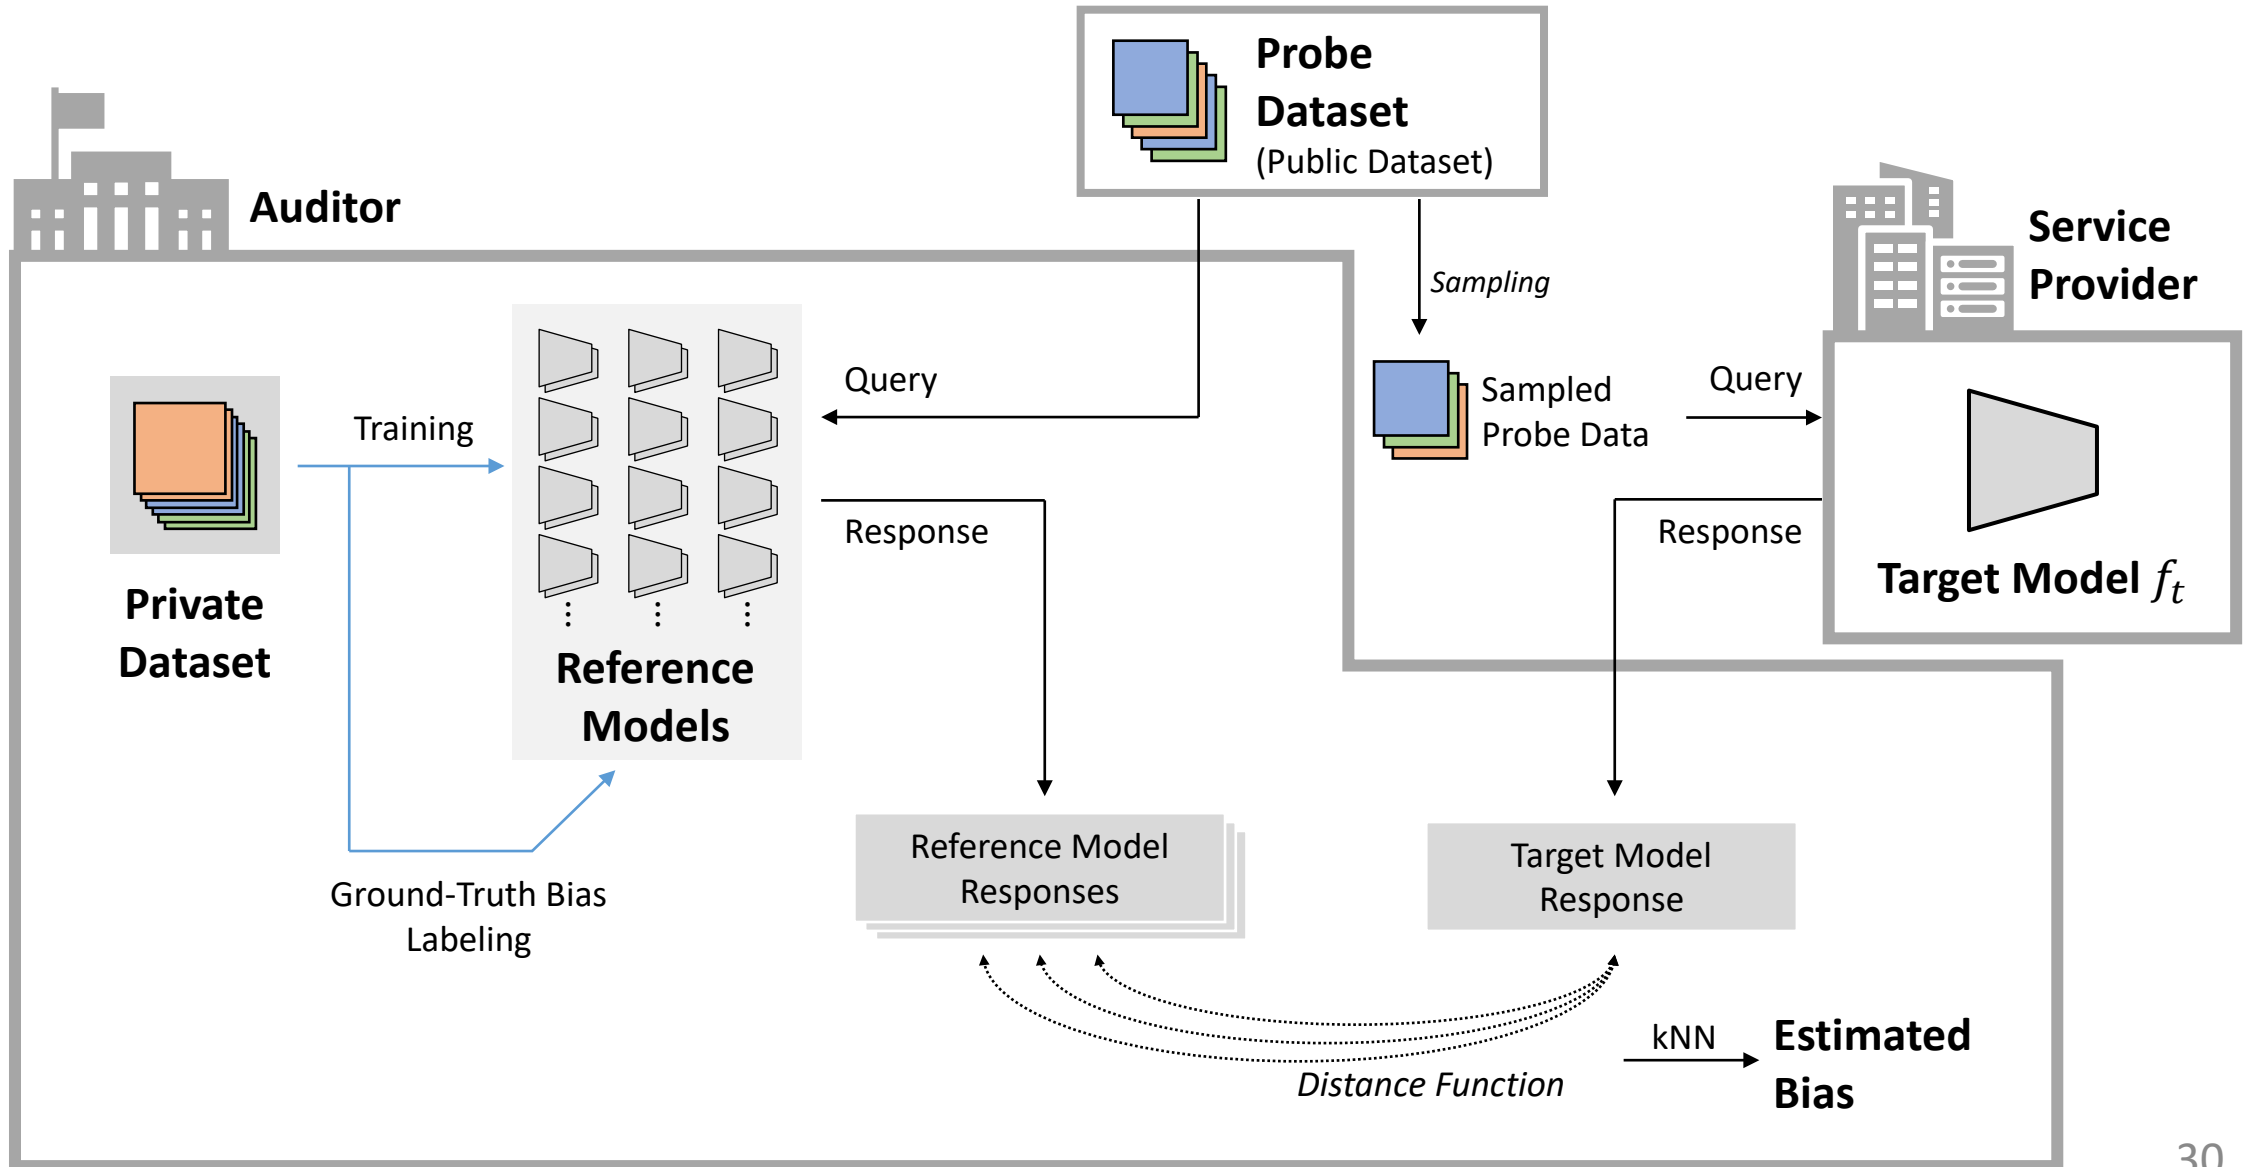 Probe
Dataset
(Public Dataset)
Auditor
Service
Provider
Sampling
Query
Sampled
Probe Data
Query
Training
Response
Response
Target Model f_t
Private
Dataset
Reference
Models
Reference Model
Responses
Target Model
Response
Ground-Truth Bias
Labeling
kNN
Estimated
Bias
Distance Function
30